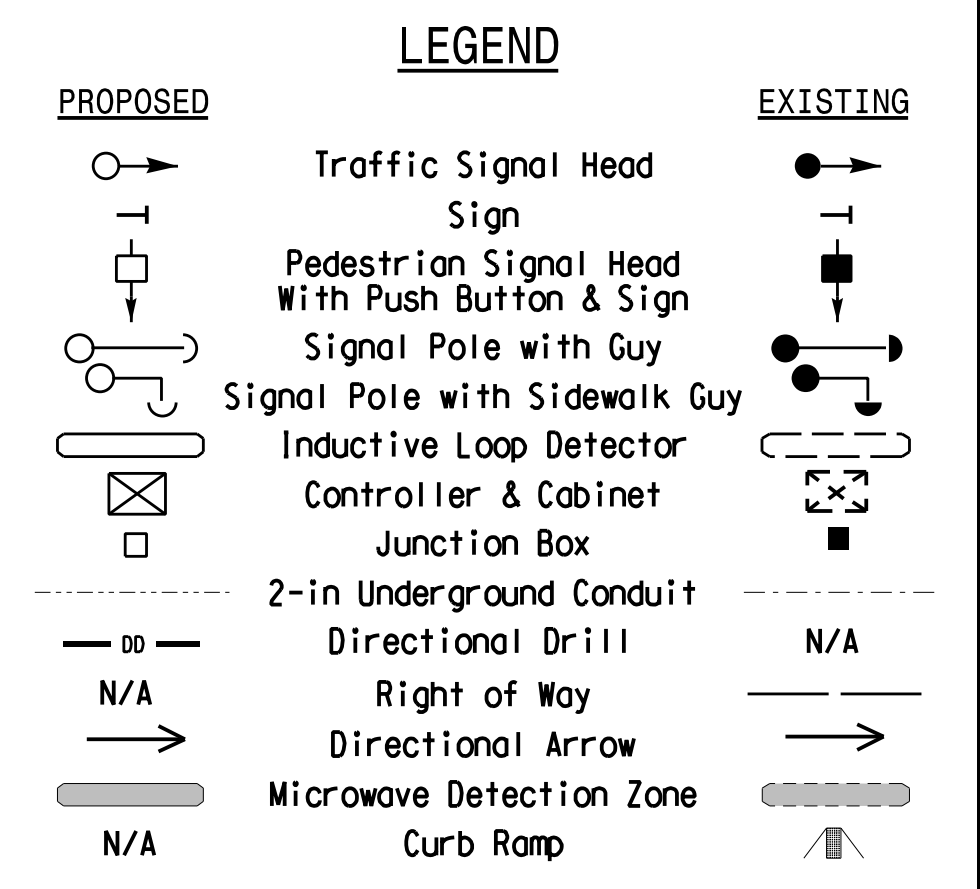 LEGEND
PROPOSED EXISTING
Traffic Signal Head
Sign
Pedestrian Signal Head
With Push Button & Sign
Signal Pole with Guy
Signal Pole with Sidewalk Guy
Inductive Loop Detector
Controller & Cabinet
Junction Box
2-in Underground Conduit
DD Directional Drill N/A
N/A Right of Way
Directional Arrow
Microwave Detection Zone
N/A Curb Ramp